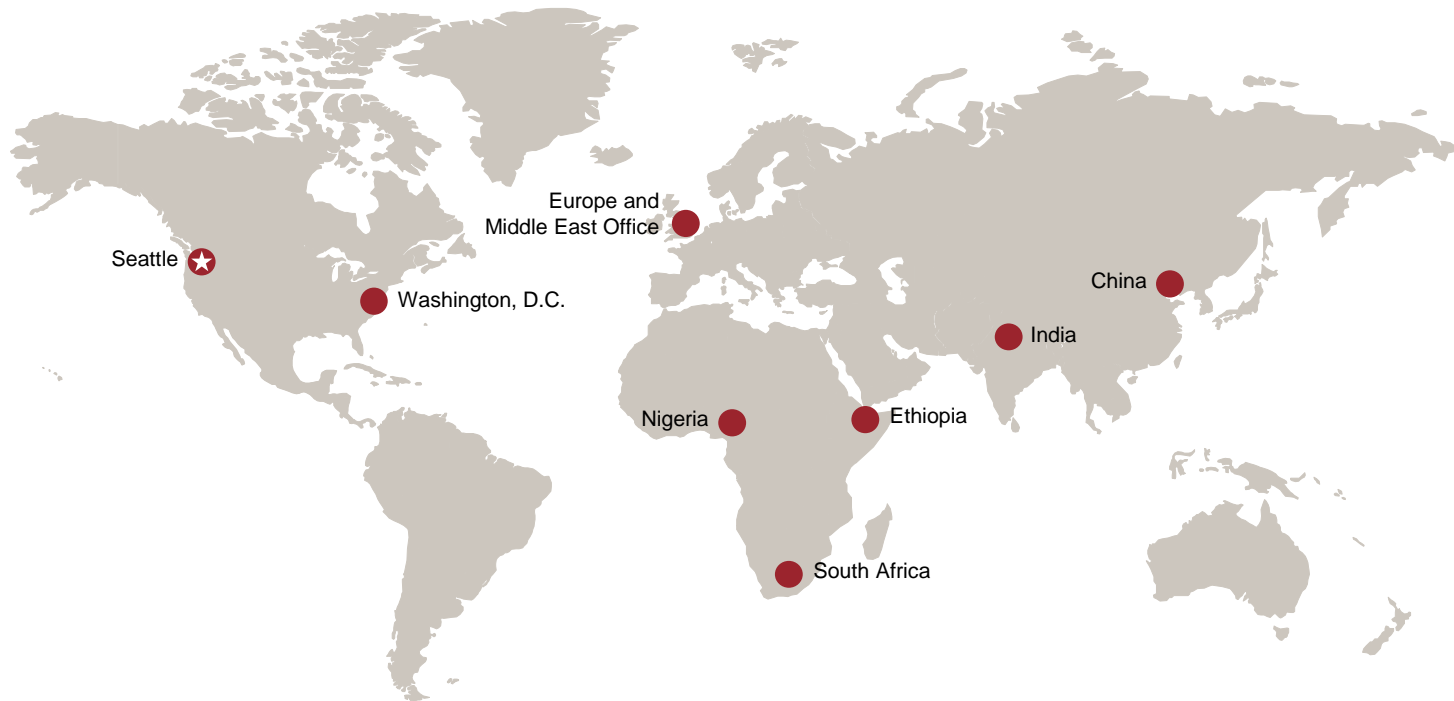 Europe and
Middle East Office
Seattle
Washington, D.C.
China
India
Nigeria
Ethiopia
South Africa